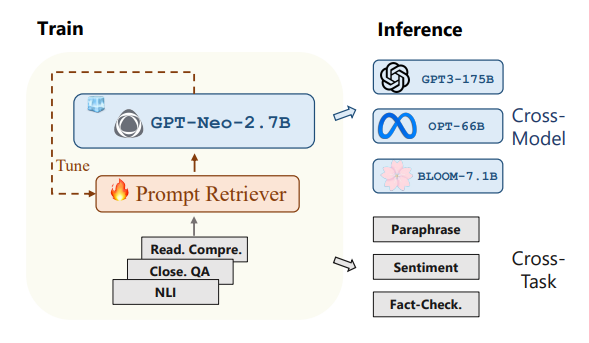 Train
Inference
GPT-Neo-2.7B
Tune
Prompt Retriever
Read. Compre.
Close. QA
NLI
GPT3-175B
OPT-66B
BLOOM-7.1B
Cross-
Model
Paraphrase
Sentiment
Fact-Check.
Cross-
Task